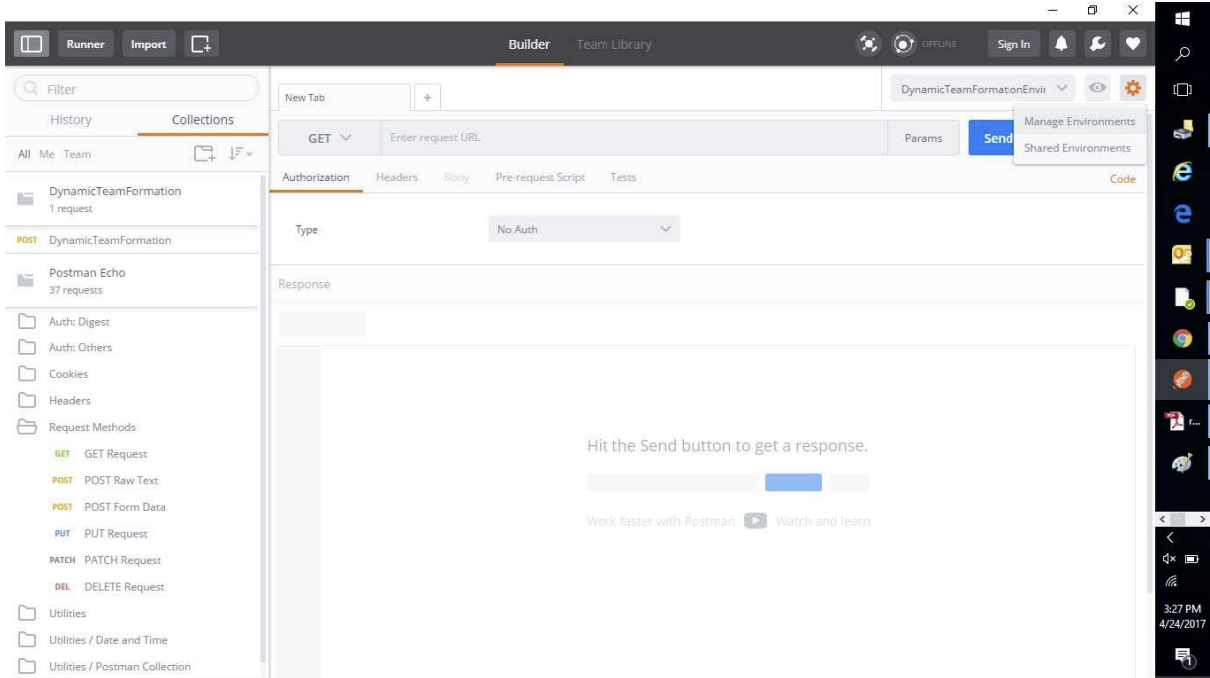 Runner Import Builder Team Library OFFLINE Sign In
Filter
History Collections
All Me Team
DynamicTeamFormation
1 request
POST DynamicTeamFormation
Postman Echo
37 requests
Auth: Digest
Auth: Others
Cookies
Headers
Request Methods
GET GET Request
POST POST Raw Text
POST POST Form Data
PUT PUT Request
PATCH PATCH Request
DEL DELETE Request
Utilities
Utilities / Date and Time
Utilities / Postman Collection
New Tab + DynamicTeamFormationEnvir
Manage Environments
Shared Environments
GET Enter request URL Params Send
Authorization Headers Body Pre-request Script Tests Code
Type No Auth
Response
Hit the Send button to get a response.
Work faster with Postman Watch and learn
r...
3:27 PM
4/24/2017
1